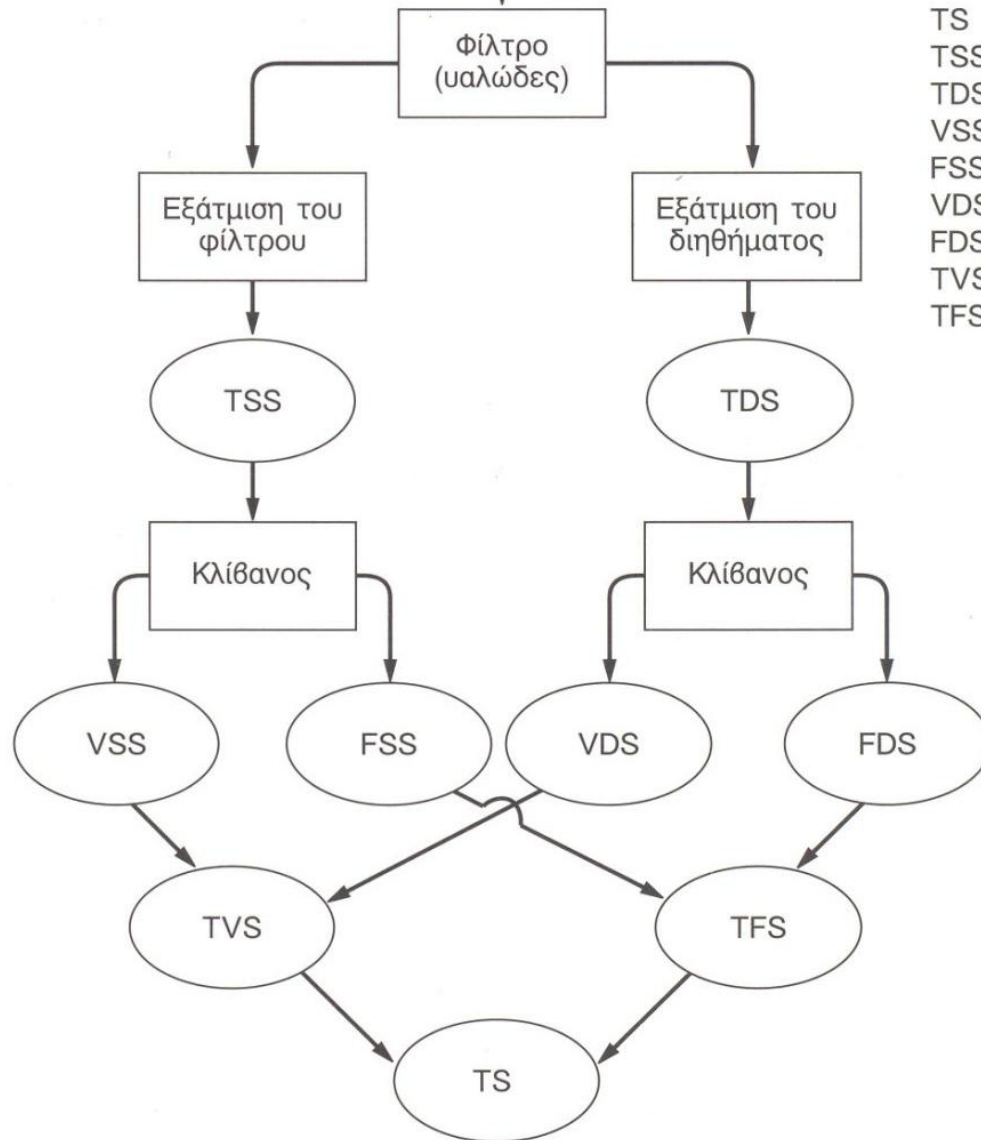 Φίλτρο
(υαλώδες)
Εξάτμιση του
φίλτρου
Εξάτμιση του
διηθήματος
TSS
TDS
Κλίβανος
Κλίβανος
VSS
FSS
VDS
FDS
TVS
TFS
TS
TS
TSS
TDS
VSS
FSS
VDS
FDS
TVS
TFS